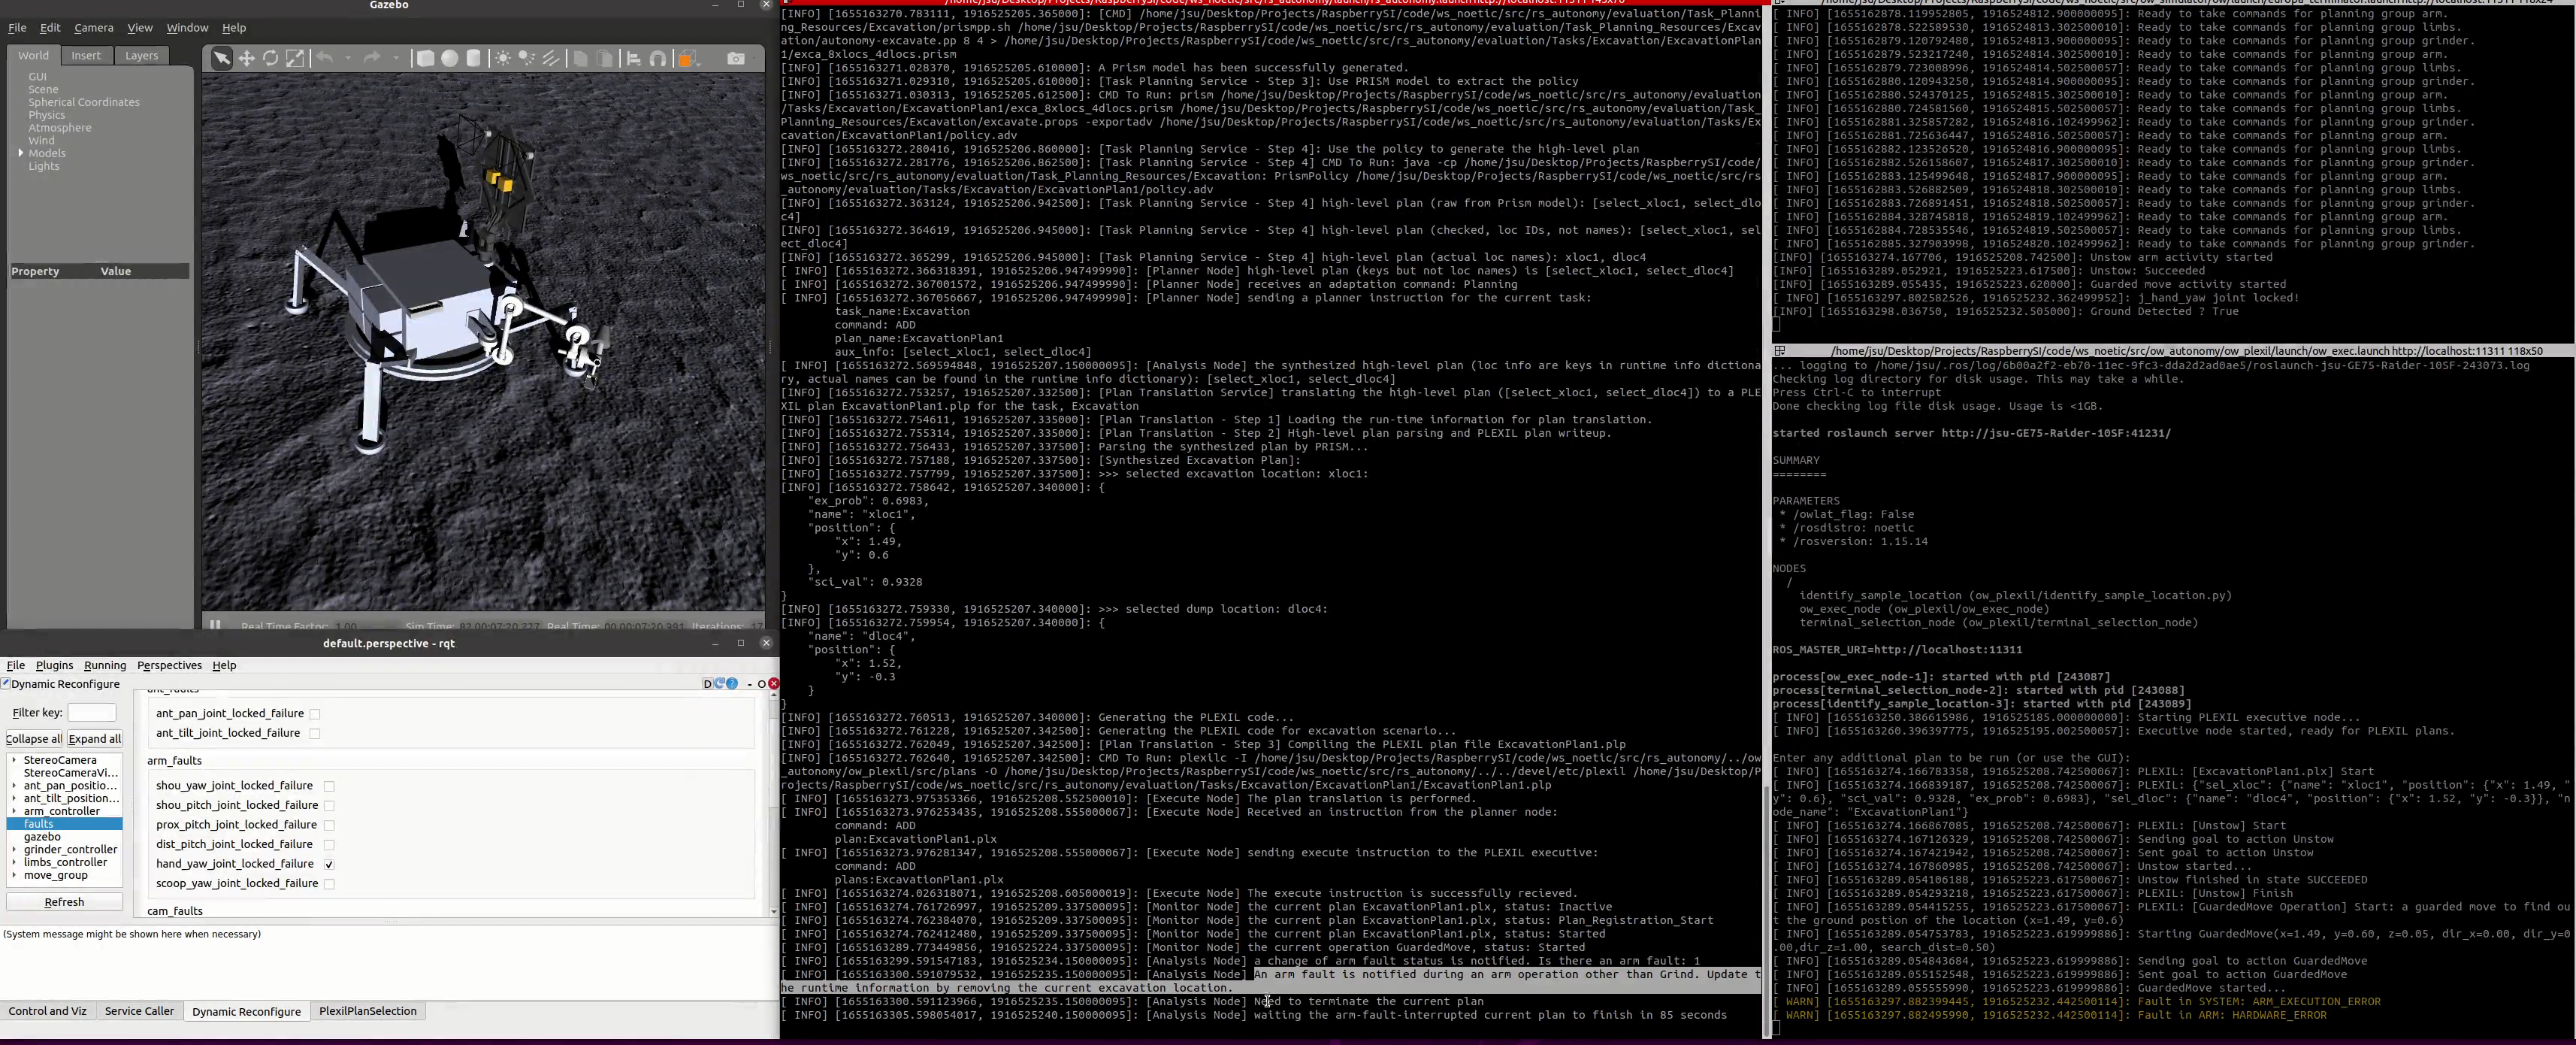 Gazebo
File Edit Camera View Window Help
World Insert Layers
GUI
Scene
Spherical Coordinates
Physics
Atmosphere
Wind
Models
Lights
Property Value
Real Time Factor: 1.00 Sim Time: Real Time: Iterations:
default.perspective - rqt
File Plugins Running Perspectives Help
Dynamic Reconfigure
D - O
Filter key:
Collapse all Expand all
StereoCamera
StereoCameraVi...
ant_pan_positio...
ant_tilt_position...
arm_controller
faults
gazebo
grinder_controller
limbs_controller
move_group
Refresh
ant_faults
ant_pan_joint_locked_failure
ant_tilt_joint_locked_failure
arm_faults
shou_yaw_joint_locked_failure
shou_pitch_joint_locked_failure
prox_pitch_joint_locked_failure
dist_pitch_joint_locked_failure
hand_yaw_joint_locked_failure
scoop_yaw_joint_locked_failure
cam_faults
(System message might be shown here when necessary)
Control and Viz Service Caller Dynamic Reconfigure PlexilPlanSelection
[INFO] [1655163270.783111, 1916525205.365000]: [CMD] /home/jsu/Desktop/Projects/RaspberrySI/code/ws_noetic/src/rs_autonomy/evaluation/Task_Planni
ng_Resources/Excavation/prismpp.sh /home/jsu/Desktop/Projects/RaspberrySI/code/ws_noetic/src/rs_autonomy/evaluation/Task_Planning_Resources/Excav
ation/autonomy-excavate.pp 8 4 > /home/jsu/Desktop/Projects/RaspberrySI/code/ws_noetic/src/rs_autonomy/evaluation/Tasks/Excavation/ExcavationPlan
1/exca_8xlocs_4dlocs.prism
[INFO] [1655163271.028370, 1916525205.610000]: A Prism model has been successfully generated.
[INFO] [1655163271.029310, 1916525205.610000]: [Task Planning Service - Step 3]: Use PRISM model to extract the policy
[INFO] [1655163271.030313, 1916525205.612500]: CMD To Run: prism /home/jsu/Desktop/Projects/RaspberrySI/code/ws_noetic/src/rs_autonomy/evaluation
/Tasks/Excavation/ExcavationPlan1/exca_8xlocs_4dlocs.prism /home/jsu/Desktop/Projects/RaspberrySI/code/ws_noetic/src/rs_autonomy/evaluation/Task_
Planning_Resources/Excavation/excavate.props -exportadv /home/jsu/Desktop/Projects/RaspberrySI/code/ws_noetic/src/rs_autonomy/evaluation/Tasks/Ex
cavation/ExcavationPlan1/policy.adv
[INFO] [1655163272.280416, 1916525206.860000]: [Task Planning Service - Step 4]: Use the policy to generate the high-level plan
[INFO] [1655163272.281776, 1916525206.862500]: [Task Planning Service - Step 4] CMD To Run: java -cp /home/jsu/Desktop/Projects/RaspberrySI/code/
ws_noetic/src/rs_autonomy/evaluation/Task_Planning_Resources/Excavation: PrismPolicy /home/jsu/Desktop/Projects/RaspberrySI/code/ws_noetic/src/rs
_autonomy/evaluation/Tasks/Excavation/ExcavationPlan1/policy.adv
[INFO] [1655163272.363124, 1916525206.942500]: [Task Planning Service - Step 4] high-level plan (raw from Prism model): [select_xloc1, select_dlo
c4]
[INFO] [1655163272.364619, 1916525206.945000]: [Task Planning Service - Step 4] high-level plan (checked, loc IDs, not names): [select_xloc1, sel
ect_dloc4]
[INFO] [1655163272.365299, 1916525206.945000]: [Task Planning Service - Step 4] high-level plan (actual loc names): xloc1, dloc4
[ INFO] [1655163272.366318391, 1916525206.947499990]: [Planner Node] high-level plan (keys but not loc names) is [select_xloc1, select_dloc4]
[ INFO] [1655163272.367001572, 1916525206.947499990]: [Planner Node] receives an adaptation command: Planning
[ INFO] [1655163272.367056667, 1916525206.947499990]: [Planner Node] sending a planner instruction for the current task:
task_name:Excavation
command: ADD
plan_name:ExcavationPlan1
aux_info: [select_xloc1, select_dloc4]
[ INFO] [1655163272.569594848, 1916525207.150000095]: [Analysis Node] the synthesized high-level plan (loc info are keys in runtime info dictiona
ry, actual names can be found in the runtime info dictionary): [select_xloc1, select_dloc4]
[INFO] [1655163272.753257, 1916525207.332500]: [Plan Translation Service] translating the high-level plan ([select_xloc1, select_dloc4]) to a PLE
XIL plan ExcavationPlan1.plp for the task, Excavation
[INFO] [1655163272.754611, 1916525207.335000]: [Plan Translation - Step 1] Loading the run-time information for plan translation.
[INFO] [1655163272.755314, 1916525207.335000]: [Plan Translation - Step 2] High-level plan parsing and PLEXIL plan writeup.
[INFO] [1655163272.756433, 1916525207.337500]: Parsing the synthesized plan by PRISM...
[INFO] [1655163272.757188, 1916525207.337500]: [Synthesized Excavation Plan]:
[INFO] [1655163272.757799, 1916525207.337500]: >>> selected excavation location: xloc1:
[INFO] [1655163272.758642, 1916525207.340000]: {
"ex_prob": 0.6983,
"name": "xloc1",
"position": {
"x": 1.49,
"y": 0.6
},
"sci_val": 0.9328
}
[INFO] [1655163272.759330, 1916525207.340000]: >>> selected dump location: dloc4:
[INFO] [1655163272.759954, 1916525207.340000]: {
"name": "dloc4",
"position": {
"x": 1.52,
"y": -0.3
}
}
[INFO] [1655163272.760513, 1916525207.340000]: Generating the PLEXIL code...
[INFO] [1655163272.761228, 1916525207.342500]: Generating the PLEXIL code for excavation scenario...
[INFO] [1655163272.762049, 1916525207.342500]: [Plan Translation - Step 3] Compiling the PLEXIL plan file ExcavationPlan1.plp
[INFO] [1655163272.762640, 1916525207.342500]: CMD To Run: plexilc -I /home/jsu/Desktop/Projects/RaspberrySI/code/ws_noetic/src/rs_autonomy/../ow
_autonomy/ow_plexil/src/plans -O /home/jsu/Desktop/Projects/RaspberrySI/code/ws_noetic/src/rs_autonomy/../../devel/etc/plexil /home/jsu/Desktop/P
rojects/RaspberrySI/code/ws_noetic/src/rs_autonomy/evaluation/Tasks/Excavation/ExcavationPlan1/ExcavationPlan1.plp
[ INFO] [1655163273.975353366, 1916525208.552500010]: [Execute Node] The plan translation is performed.
[ INFO] [1655163273.976253435, 1916525208.555000067]: [Execute Node] Received an instruction from the planner node:
command: ADD
plan:ExcavationPlan1.plx
[ INFO] [1655163273.976281347, 1916525208.555000067]: [Execute Node] sending execute instruction to the PLEXIL executive:
command: ADD
plans:ExcavationPlan1.plx
[ INFO] [1655163274.026318071, 1916525208.605000019]: [Execute Node] The execute instruction is successfully recieved.
[ INFO] [1655163274.761726997, 1916525209.337500095]: [Monitor Node] the current plan ExcavationPlan1.plx, status: Inactive
[ INFO] [1655163274.762384070, 1916525209.337500095]: [Monitor Node] the current plan ExcavationPlan1.plx, status: Plan_Registration_Start
[ INFO] [1655163274.762412480, 1916525209.337500095]: [Monitor Node] the current plan ExcavationPlan1.plx, status: Started
[ INFO] [1655163289.773449856, 1916525224.337500095]: [Monitor Node] the current operation GuardedMove, status: Started
[ INFO] [1655163299.591547183, 1916525234.150000095]: [Analysis Node] a change of arm fault status is notified. Is there an arm fault: 1
[ INFO] [1655163300.591079532, 1916525235.150000095]: [Analysis Node] An arm fault is notified during an arm operation other than Grind. Update t
he runtime information by removing the current excavation location.
[ INFO] [1655163300.591123966, 1916525235.150000095]: [Analysis Node] Need to terminate the current plan
[ INFO] [1655163305.598054017, 1916525240.150000095]: [Analysis Node] waiting the arm-fault-interrupted current plan to finish in 85 seconds
[ INFO] [1655162878.119952805, 1916524812.900000095]: Ready to take commands for planning group arm.
[ INFO] [1655162878.522589530, 1916524813.302500010]: Ready to take commands for planning group limbs.
[ INFO] [1655162879.120792480, 1916524813.900000095]: Ready to take commands for planning group grinder.
[ INFO] [1655162879.523217240, 1916524814.302500010]: Ready to take commands for planning group arm.
[ INFO] [1655162879.723008996, 1916524814.502500057]: Ready to take commands for planning group limbs.
[ INFO] [1655162880.120943250, 1916524814.900000095]: Ready to take commands for planning group grinder.
[ INFO] [1655162880.524370125, 1916524815.302500010]: Ready to take commands for planning group arm.
[ INFO] [1655162880.724581560, 1916524815.502500057]: Ready to take commands for planning group limbs.
[ INFO] [1655162881.325857282, 1916524816.102499962]: Ready to take commands for planning group grinder.
[ INFO] [1655162881.725636447, 1916524816.502500057]: Ready to take commands for planning group arm.
[ INFO] [1655162882.123526520, 1916524816.900000095]: Ready to take commands for planning group limbs.
[ INFO] [1655162882.526158607, 1916524817.302500010]: Ready to take commands for planning group grinder.
[ INFO] [1655162883.125499648, 1916524817.900000095]: Ready to take commands for planning group arm.
[ INFO] [1655162883.526882509, 1916524818.302500010]: Ready to take commands for planning group limbs.
[ INFO] [1655162883.726891451, 1916524818.502500057]: Ready to take commands for planning group grinder.
[ INFO] [1655162884.328745818, 1916524819.102499962]: Ready to take commands for planning group arm.
[ INFO] [1655162884.728535546, 1916524819.502500057]: Ready to take commands for planning group limbs.
[ INFO] [1655162885.327903998, 1916524820.102499962]: Ready to take commands for planning group grinder.
[INFO] [1655163274.167706, 1916525208.742500]: Unstow arm activity started
[INFO] [1655163289.052921, 1916525223.617500]: Unstow: Succeeded
[INFO] [1655163289.055435, 1916525223.620000]: Guarded move activity started
[ INFO] [1655163297.802582526, 1916525232.362499952]: j_hand_yaw joint locked!
[INFO] [1655163298.036750, 1916525232.505000]: Ground Detected ? True
/home/jsu/Desktop/Projects/RaspberrySI/code/ws_noetic/src/ow_autonomy/ow_plexil/launch/ow_exec.launch http://localhost:11311 118x50
... logging to /home/jsu/.ros/log/6b00a2f2-eb70-11ec-9fc3-dda2d2ad0ae5/roslaunch-jsu-GE75-Raider-10SF-243073.log
Checking log directory for disk usage. This may take a while.
Press Ctrl-C to interrupt
Done checking log file disk usage. Usage is <1GB.
started roslaunch server http://jsu-GE75-Raider-10SF:41231/
SUMMARY
========
PARAMETERS
* /owlat_flag: False
* /rosdistro: noetic
* /rosversion: 1.15.14
NODES
/
identify_sample_location (ow_plexil/identify_sample_location.py)
ow_exec_node (ow_plexil/ow_exec_node)
terminal_selection_node (ow_plexil/terminal_selection_node)
ROS_MASTER_URI=http://localhost:11311
process[ow_exec_node-1]: started with pid [243087]
process[terminal_selection_node-2]: started with pid [243088]
process[identify_sample_location-3]: started with pid [243089]
[ INFO] [1655163250.386615986, 1916525185.000000000]: Starting PLEXIL executive node...
[ INFO] [1655163260.396397775, 1916525195.002500057]: Executive node started, ready for PLEXIL plans.
Enter any additional plan to be run (or use the GUI):
[ INFO] [1655163274.166783358, 1916525208.742500067]: PLEXIL: [ExcavationPlan1.plx] Start
[ INFO] [1655163274.166839187, 1916525208.742500067]: PLEXIL: {"sel_xloc": {"name": "xloc1", "position": {"x": 1.49, "
y": 0.6}, "sci_val": 0.9328, "ex_prob": 0.6983}, "sel_dloc": {"name": "dloc4", "position": {"x": 1.52, "y": -0.3}}, "n
ode_name": "ExcavationPlan1"}
[ INFO] [1655163274.166867085, 1916525208.742500067]: PLEXIL: [Unstow] Start
[ INFO] [1655163274.167126329, 1916525208.742500067]: Sending goal to action Unstow
[ INFO] [1655163274.167421942, 1916525208.742500067]: Sent goal to action Unstow
[ INFO] [1655163274.167860985, 1916525208.742500067]: Unstow started...
[ INFO] [1655163289.054106188, 1916525223.617500067]: Unstow finished in state SUCCEEDED
[ INFO] [1655163289.054293218, 1916525223.617500067]: PLEXIL: [Unstow] Finish
[ INFO] [1655163289.054415255, 1916525223.617500067]: PLEXIL: [GuardedMove Operation] Start: a guarded move to find ou
t the ground postion of the location (x=1.49, y=0.6)
[ INFO] [1655163289.054753783, 1916525223.619999886]: Starting GuardedMove(x=1.49, y=0.60, z=0.05, dir_x=0.00, dir_y=0
.00,dir_z=1.00, search_dist=0.50)
[ INFO] [1655163289.054843684, 1916525223.619999886]: Sending goal to action GuardedMove
[ INFO] [1655163289.055152548, 1916525223.619999886]: Sent goal to action GuardedMove
[ INFO] [1655163289.055555990, 1916525223.619999886]: GuardedMove started...
[ WARN] [1655163297.882399445, 1916525232.442500114]: Fault in SYSTEM: ARM_EXECUTION_ERROR
[ WARN] [1655163297.882495990, 1916525232.442500114]: Fault in ARM: HARDWARE_ERROR